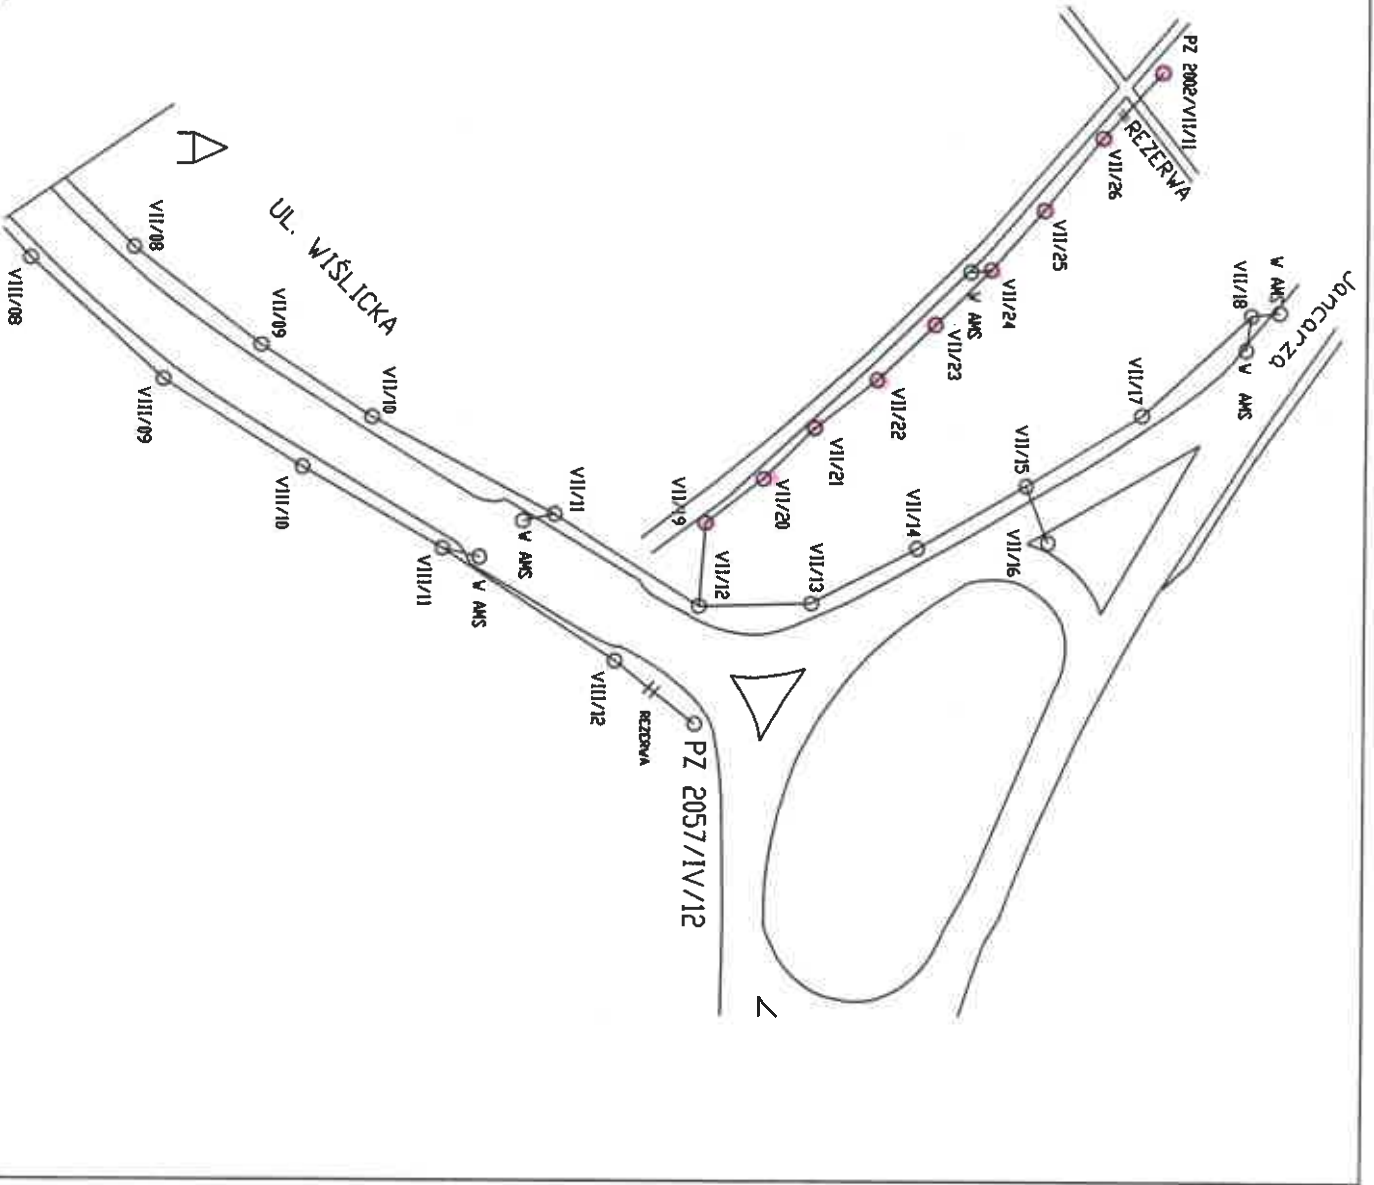 PZ 2002/VII/11
REZERWA
VII/26
VII/25
VII/24
W AMS
VII/23
VII/22
VII/21
VII/20
VII/19
Jancarza
W AMS
VII/18
W AMS
VII/17
VII/15
VII/16
VII/14
VII/13
VII/12
VII/11
W AMS
VII/10
VII/09
VII/08
UL. WIŚLICKA
A
VIII/08
VIII/09
VIII/10
VIII/11
W AMS
VIII/12
REZERWA
PZ 2057/IV/12